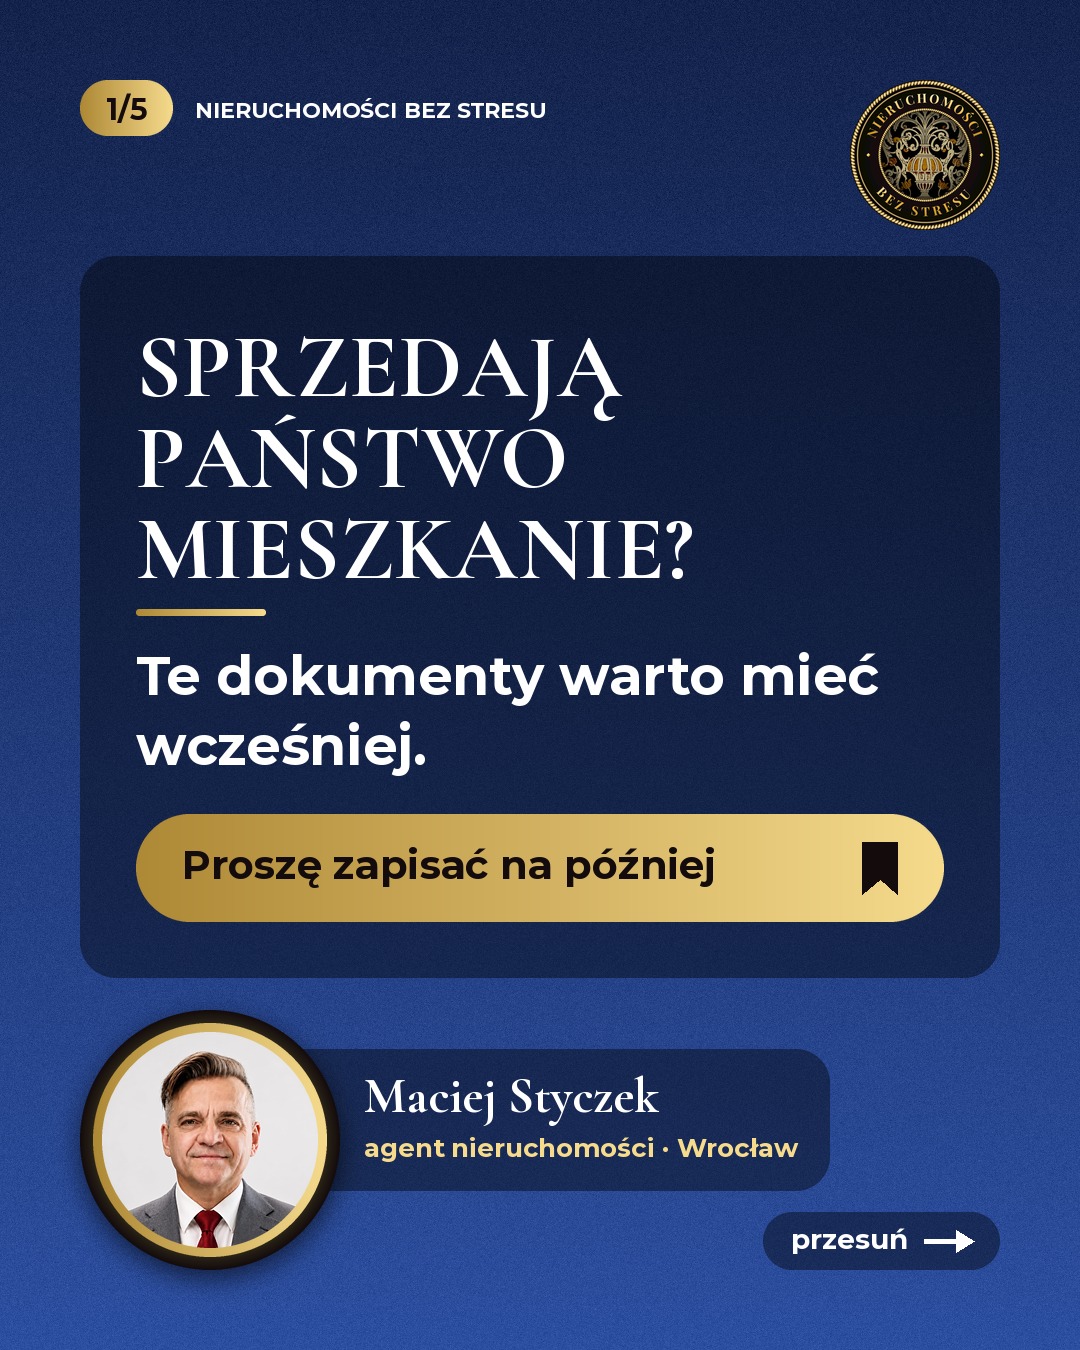 1/5 NIERUCHOMOŚCI BEZ STRESU
NIERUCHOMOŚCI
BEZ STRESU
SPRZEDAJĄ
PAŃSTWO
MIESZKANIE?
Te dokumenty warto mieć
wcześniej.
Proszę zapisać na później
Maciej Styczek
agent nieruchomości · Wrocław
przesuń